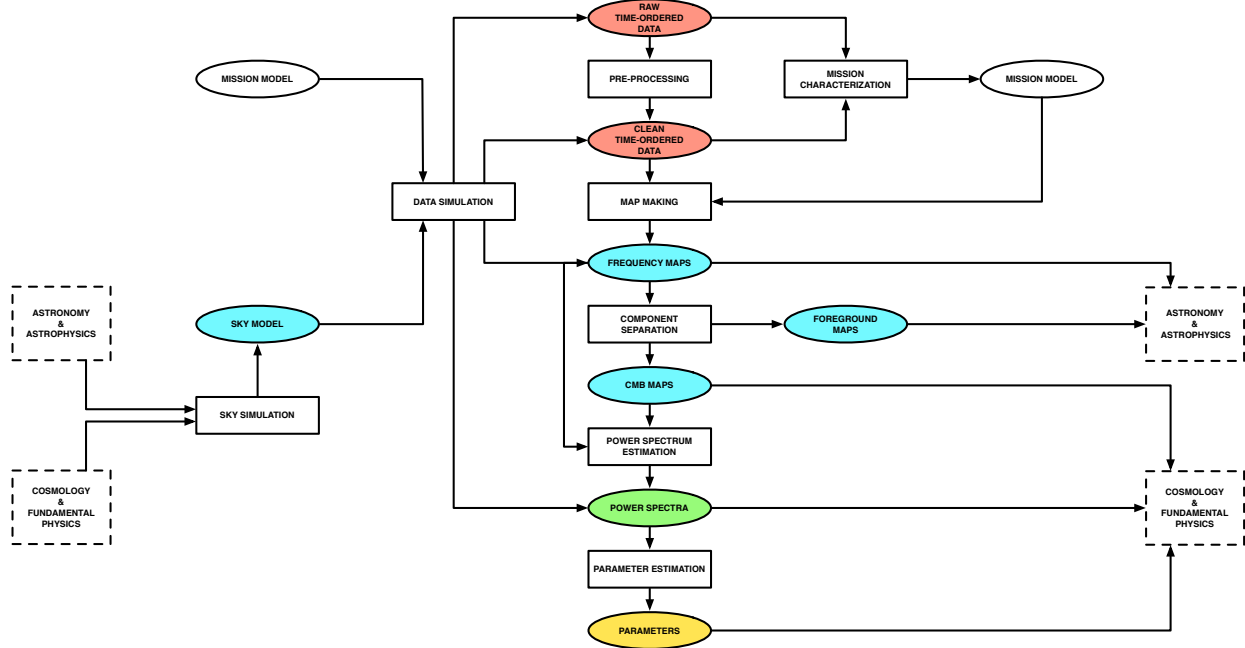 RAW
TIME-ORDERED
DATA
MISSION MODEL
PRE-PROCESSING
MISSION
CHARACTERIZATION
MISSION MODEL
CLEAN
TIME-ORDERED
DATA
DATA SIMULATION
MAP MAKING
FREQUENCY MAPS
ASTRONOMY
&
ASTROPHYSICS
SKY MODEL
COMPONENT
SEPARATION
FOREGROUND
MAPS
ASTRONOMY
&
ASTROPHYSICS
CMB MAPS
SKY SIMULATION
POWER SPECTRUM
ESTIMATION
COSMOLOGY
&
FUNDAMENTAL
PHYSICS
POWER SPECTRA
COSMOLOGY
&
FUNDAMENTAL
PHYSICS
PARAMETER ESTIMATION
PARAMETERS